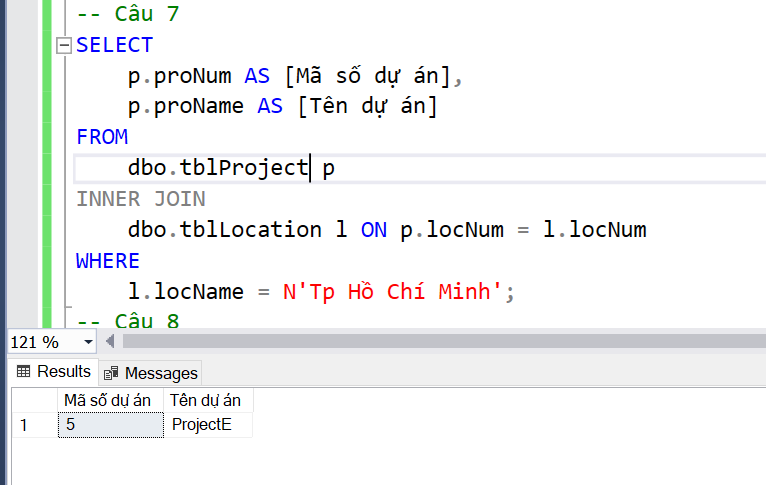 -- Câu 7
SELECT
p.proNum AS [Mã số dự án],
p.proName AS [Tên dự án]
FROM
dbo.tblProject p
INNER JOIN
dbo.tblLocation l ON p.locNum = l.locNum
WHERE
l.locName = N'Tp Hồ Chí Minh';
-- Câu 8
121 %
Results Messages
Mã số dự án Tên dự án
1 5 ProjectE